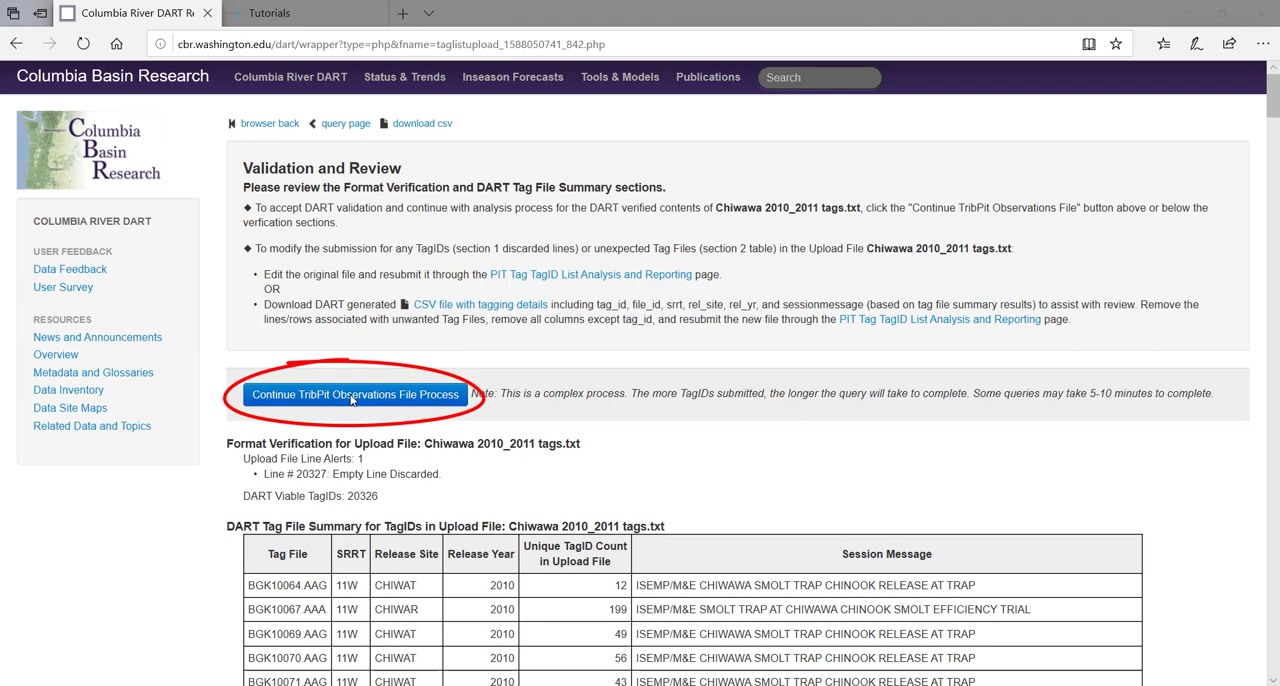 Columbia River DART Re
Tutorials
cbr.washington.edu/dart/wrapper?type=php&fname=taglistupload_1588050741_842.php
Columbia Basin Research
Columbia River DART
Status & Trends
Inseason Forecasts
Tools & Models
Publications
Search
Columbia
Basin
Research
browser back
query page
download csv
COLUMBIA RIVER DART
USER FEEDBACK
Data Feedback
User Survey
RESOURCES
News and Announcements
Overview
Metadata and Glossaries
Data Inventory
Data Site Maps
Related Data and Topics
Validation and Review
Please review the Format Verification and DART Tag File Summary sections.
◆ To accept DART validation and continue with analysis process for the DART verified contents of Chiwawa 2010_2011 tags.txt, click the "Continue TribPit Observations File" button above or below the
verfication sections.
◆ To modify the submission for any TagIDs (section 1 discarded lines) or unexpected Tag Files (section 2 table) in the Upload File Chiwawa 2010_2011 tags.txt:
• Edit the original file and resubmit it through the PIT Tag TagID List Analysis and Reporting page.
OR
• Download DART generated CSV file with tagging details including tag_id, file_id, srrt, rel_site, rel_yr, and sessionmessage (based on tag file summary results) to assist with review. Remove the
lines/rows associated with unwanted Tag Files, remove all columns except tag_id, and resubmit the new file through the PIT Tag TagID List Analysis and Reporting page.
Continue TribPit Observations File Process
Note: This is a complex process. The more TagIDs submitted, the longer the query will take to complete. Some queries may take 5-10 minutes to complete.
Format Verification for Upload File: Chiwawa 2010_2011 tags.txt
Upload File Line Alerts: 1
• Line # 20327: Empty Line Discarded.
DART Viable TagIDs: 20326
DART Tag File Summary for TagIDs in Upload File: Chiwawa 2010_2011 tags.txt
Tag File SRRT Release Site Release Year Unique TagID Count in Upload File Session Message
BGK10064.AAG 11W CHIWAT 2010 12 ISEMP/M&E CHIWAWA SMOLT TRAP CHINOOK RELEASE AT TRAP
BGK10067.AAA 11W CHIWAR 2010 199 ISEMP/M&E SMOLT TRAP AT CHIWAWA CHINOOK SMOLT EFFICIENCY TRIAL
BGK10069.AAG 11W CHIWAT 2010 49 ISEMP/M&E CHIWAWA SMOLT TRAP CHINOOK RELEASE AT TRAP
BGK10070.AAG 11W CHIWAT 2010 56 ISEMP/M&E CHIWAWA SMOLT TRAP CHINOOK RELEASE AT TRAP
BGK10071.AAG 11W CHIWAT 2010 43 ISEMP/M&E CHIWAWA SMOLT TRAP CHINOOK RELEASE AT TRAP